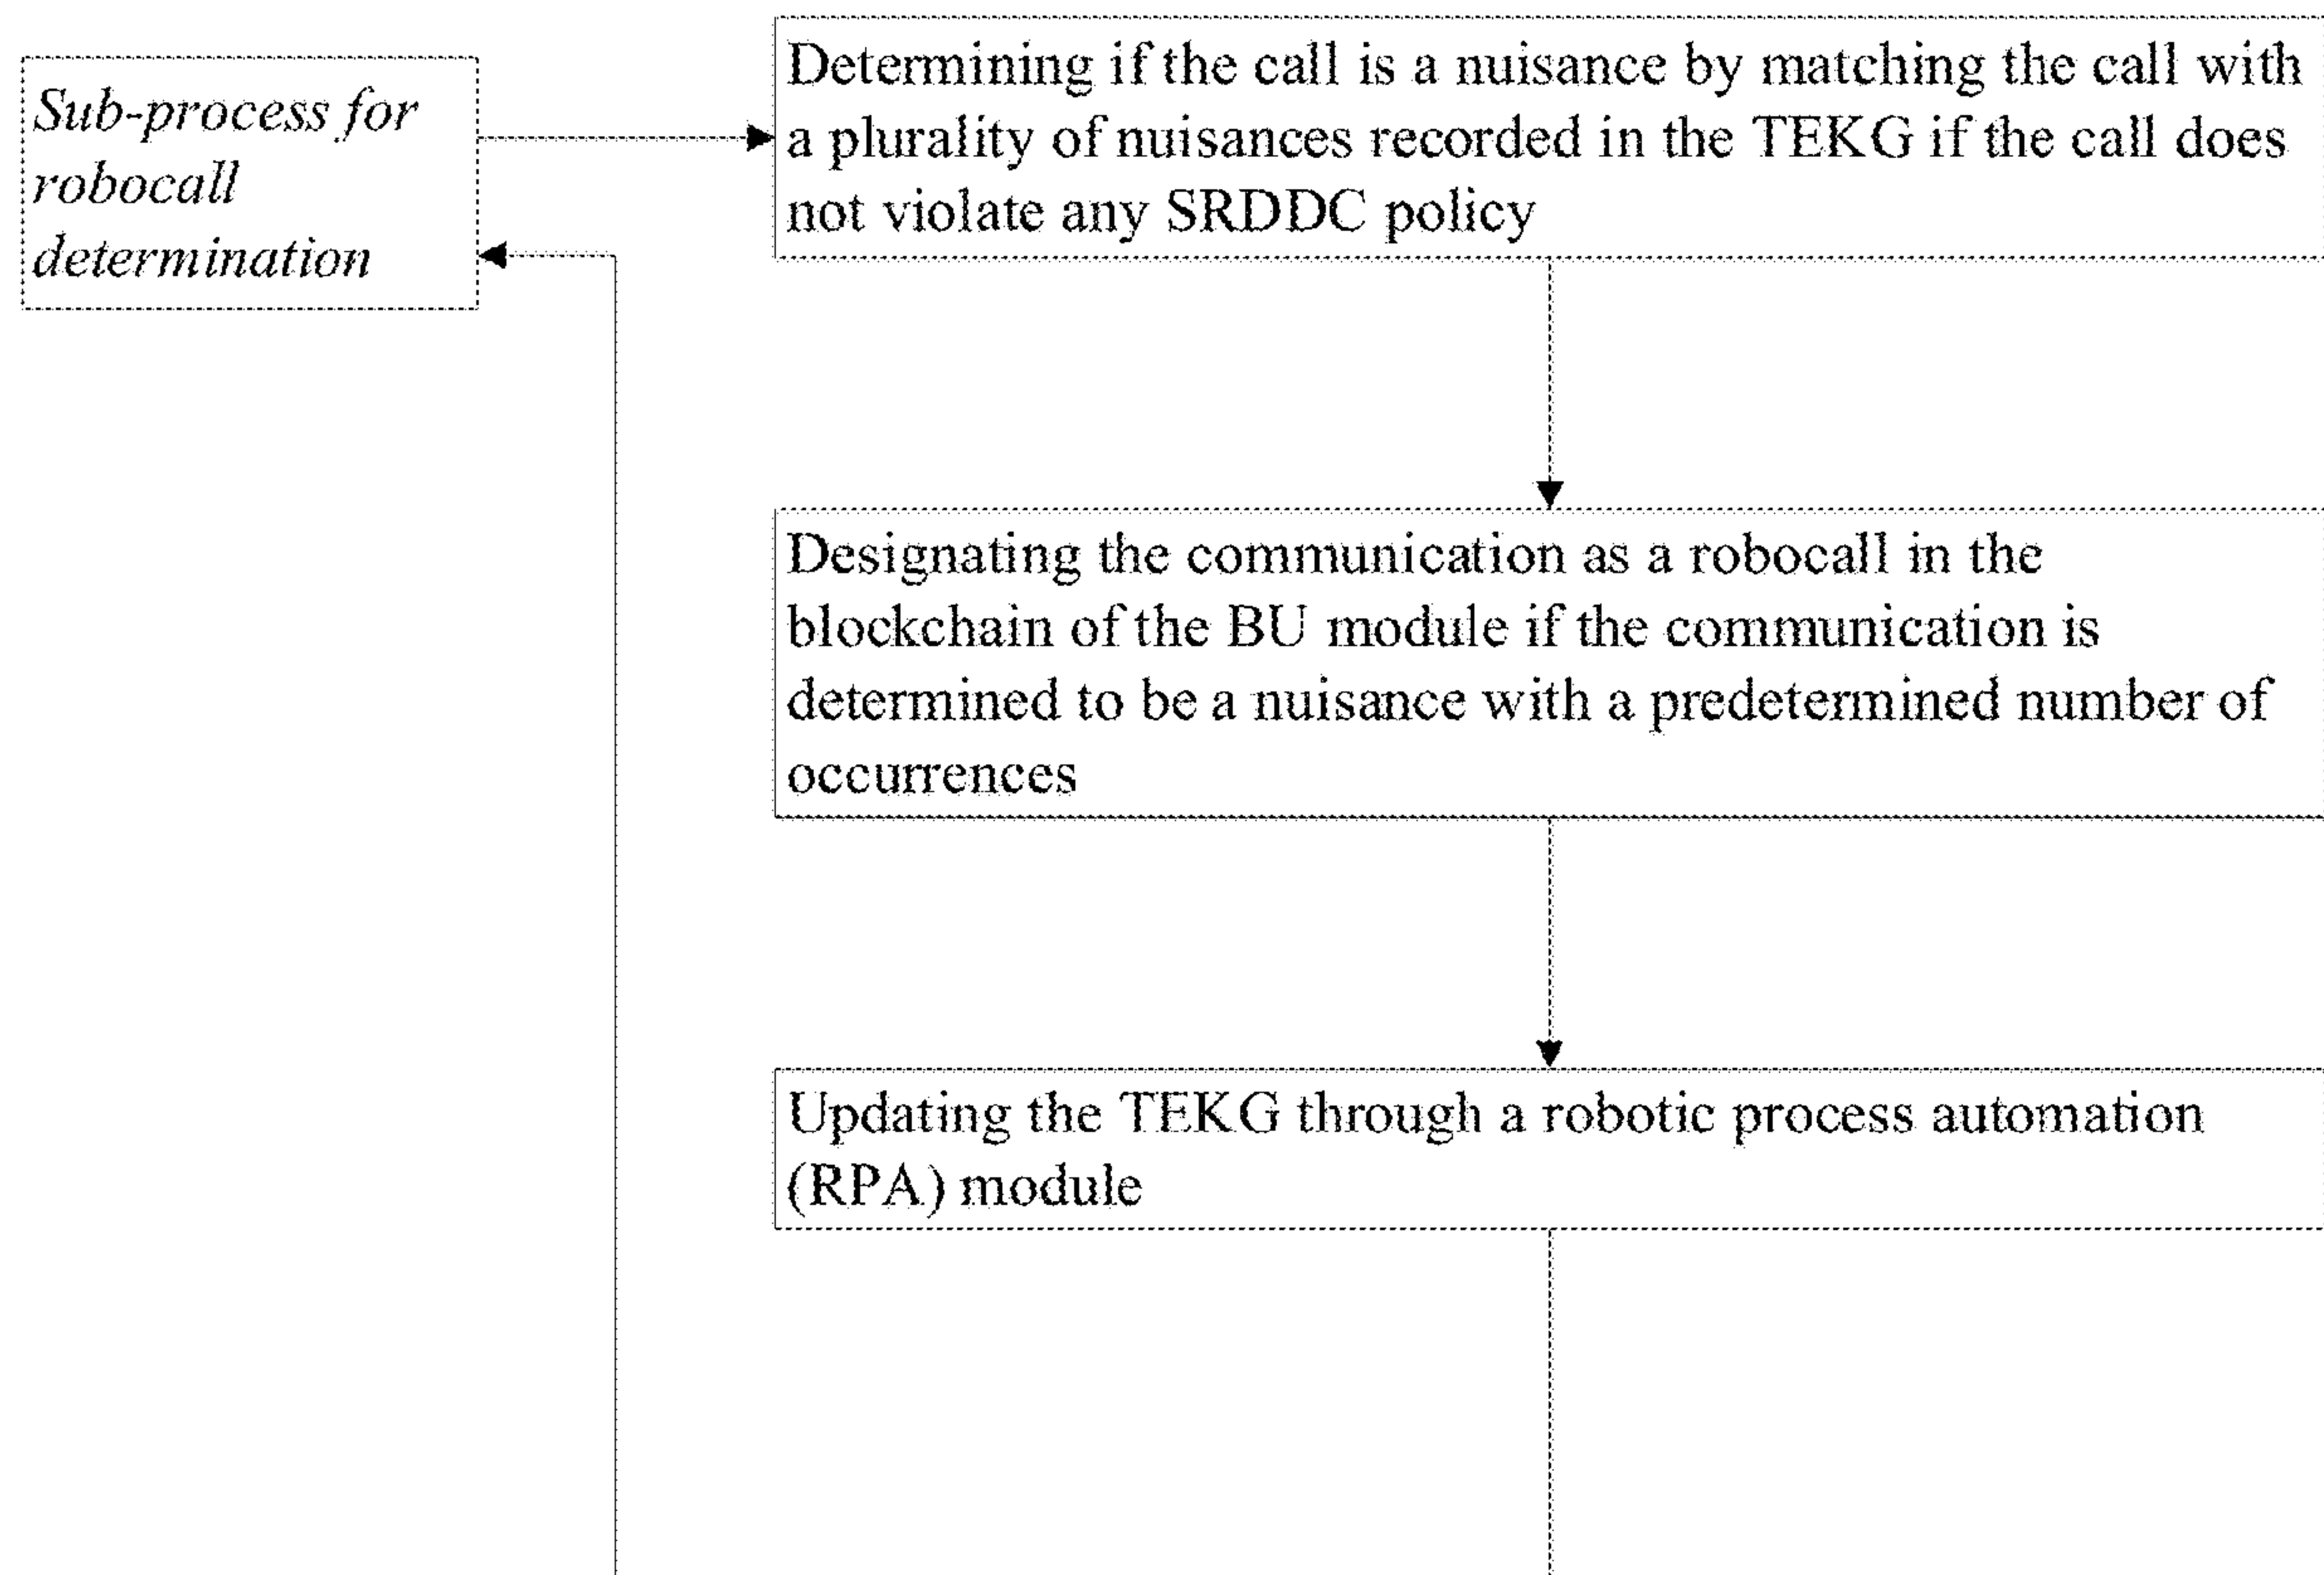 Sub-process for
robocall
determination
Determining if the call is a nuisance by matching the call with
a plurality of nuisances recorded in the TEKG if the call does
not violate any SRDDC policy
Designating the communication as a robocall in the
blockchain of the BU module if the communication is
determined to be a nuisance with a predetermined number of
occurrences
Updating the TEKG through a robotic process automation
(RPA) module